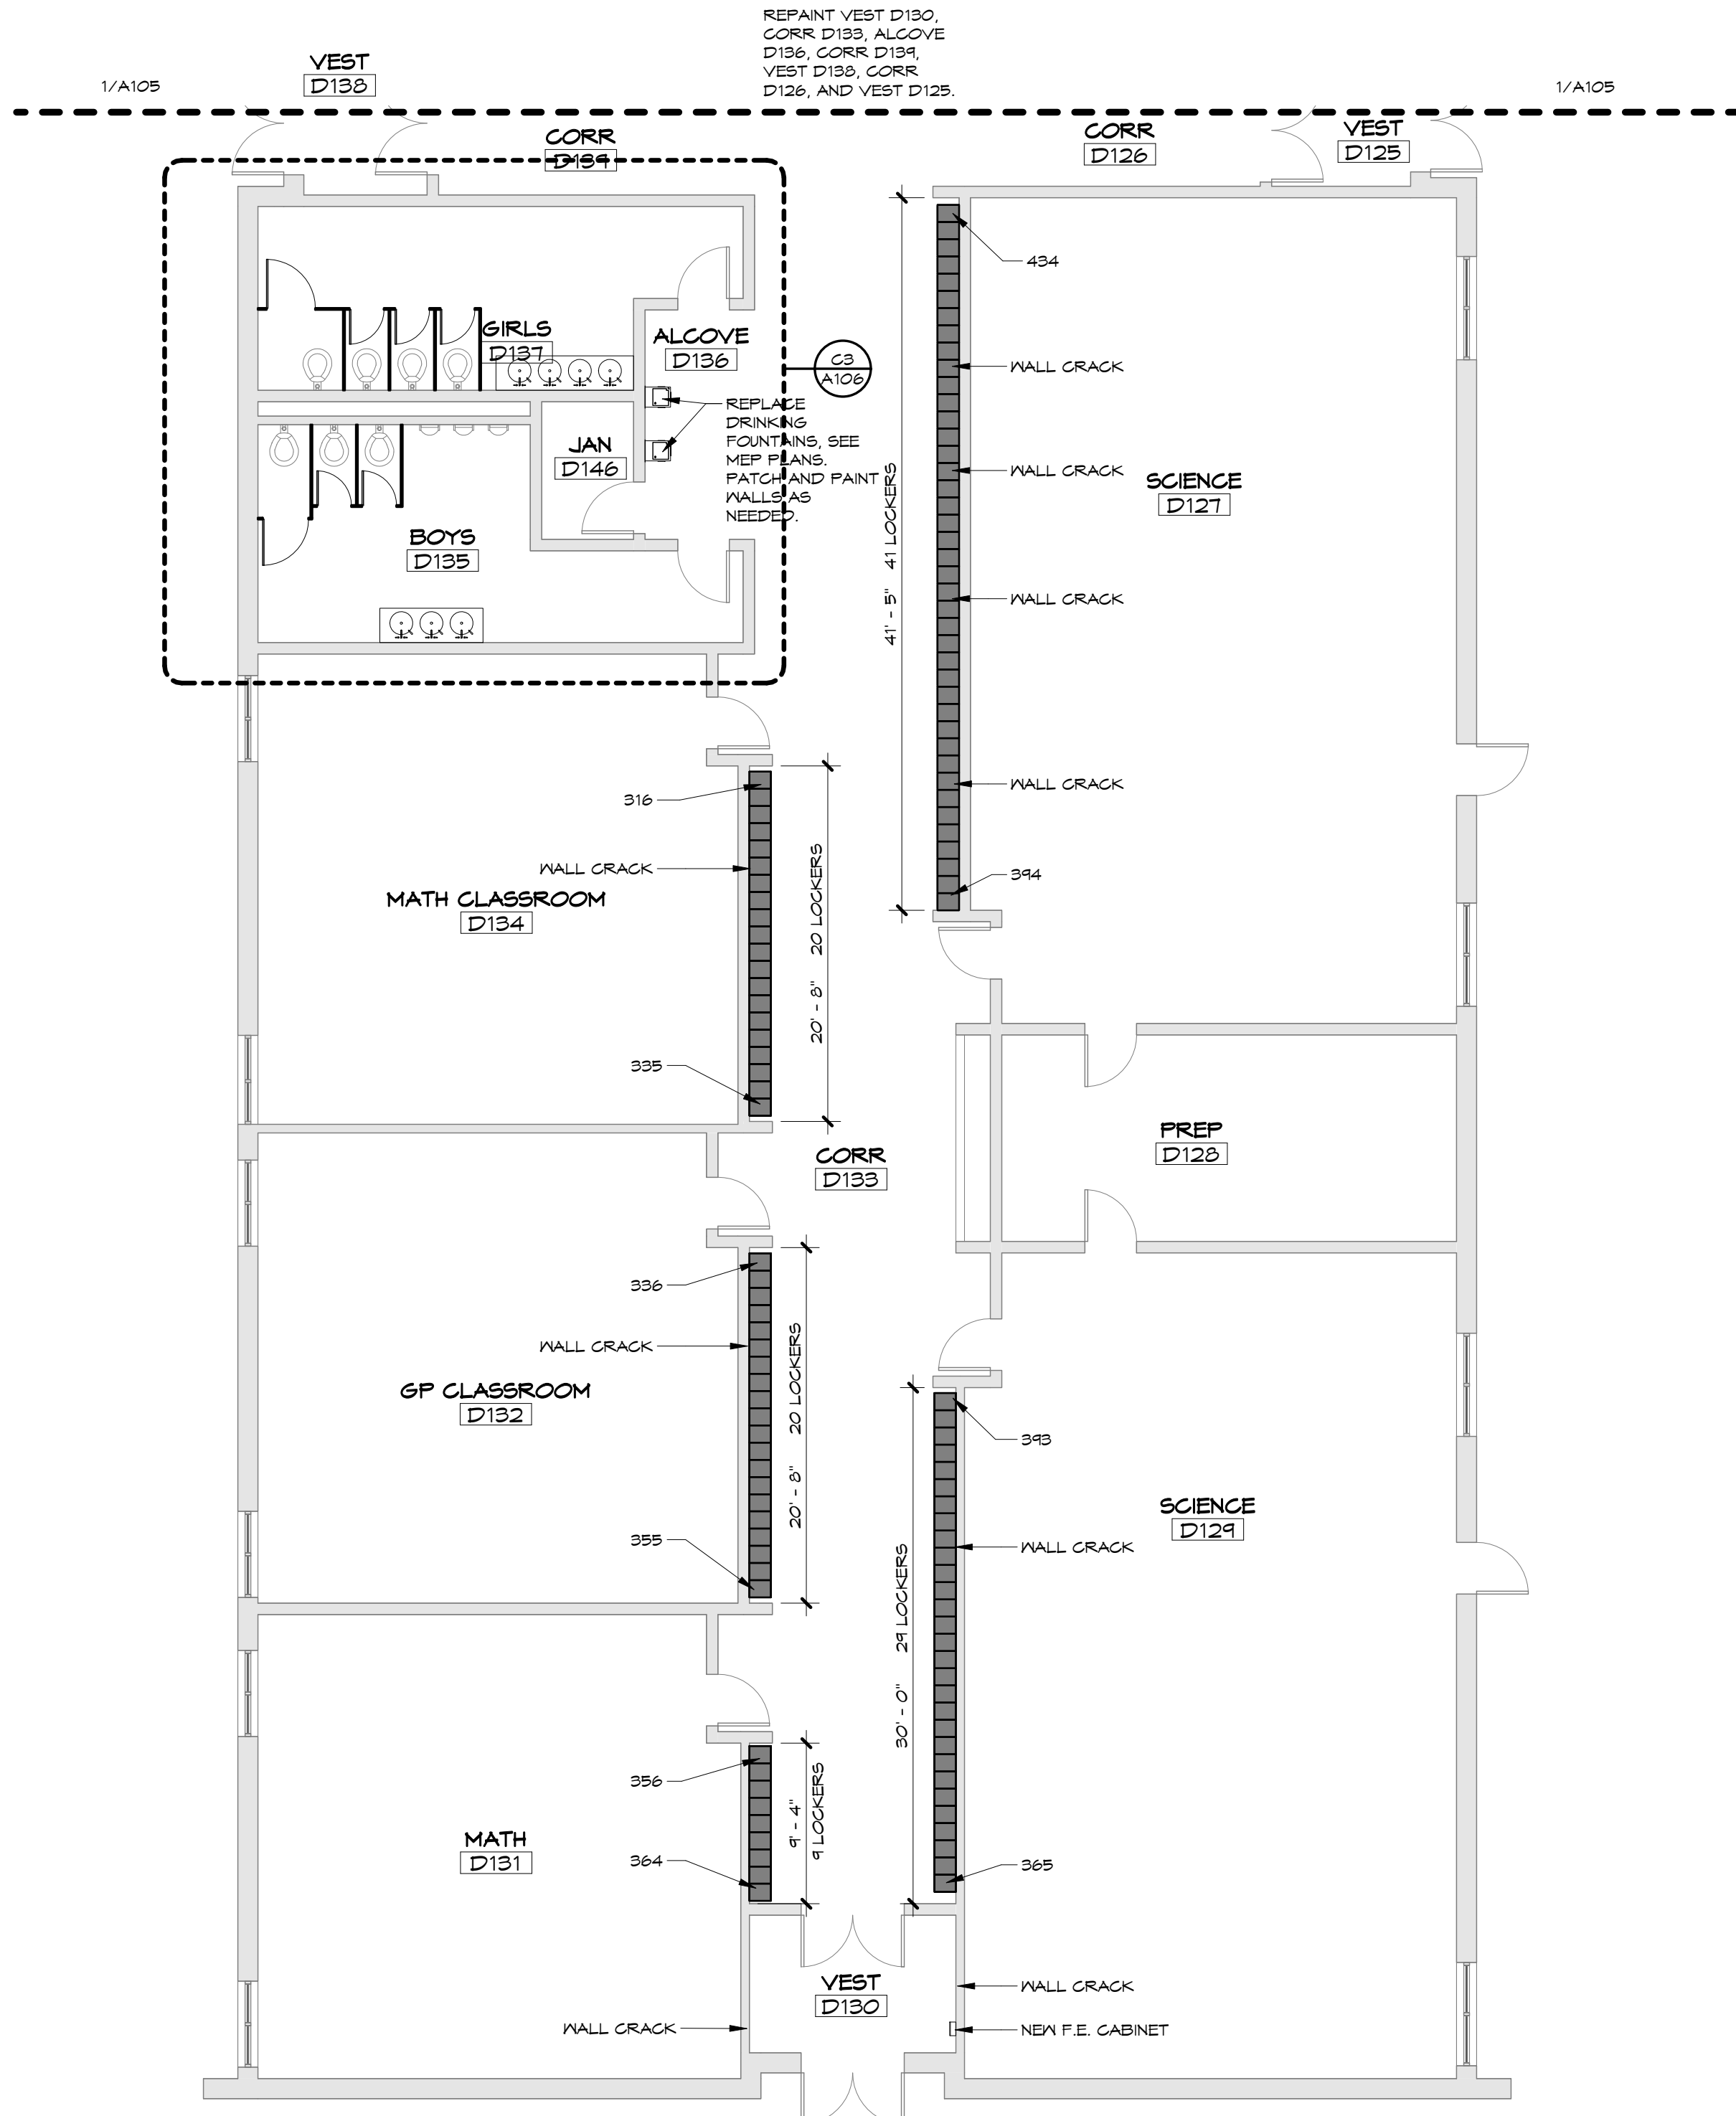 REPAINT VEST D130,
CORR D133, ALCOVE
D136, CORR D139,
VEST D138, CORR
D126, AND VEST D125.
1/A105
VEST
D138
1/A105
CORR
D139
CORR
D126
VEST
D125
434
GIRLS
D137
ALCOVE
D136
C3
A106
WALL CRACK
REPLACE
DRINKING
FOUNTAINS, SEE
MEP PLANS.
PATCH AND PAINT
WALLS AS
NEEDED.
JAN
D146
WALL CRACK
SCIENCE
D127
41' - 5" 41 LOCKERS
BOYS
D135
WALL CRACK
WALL CRACK
316
WALL CRACK
394
MATH CLASSROOM
D134
20' - 8" 20 LOCKERS
335
CORR
D133
PREP
D128
336
WALL CRACK
GP CLASSROOM
D132
20' - 8" 20 LOCKERS
393
355
SCIENCE
D129
WALL CRACK
30' - 0" 29 LOCKERS
356
9' - 4"
9 LOCKERS
MATH
D131
364
365
VEST
D130
WALL CRACK
WALL CRACK
NEW F.E. CABINET